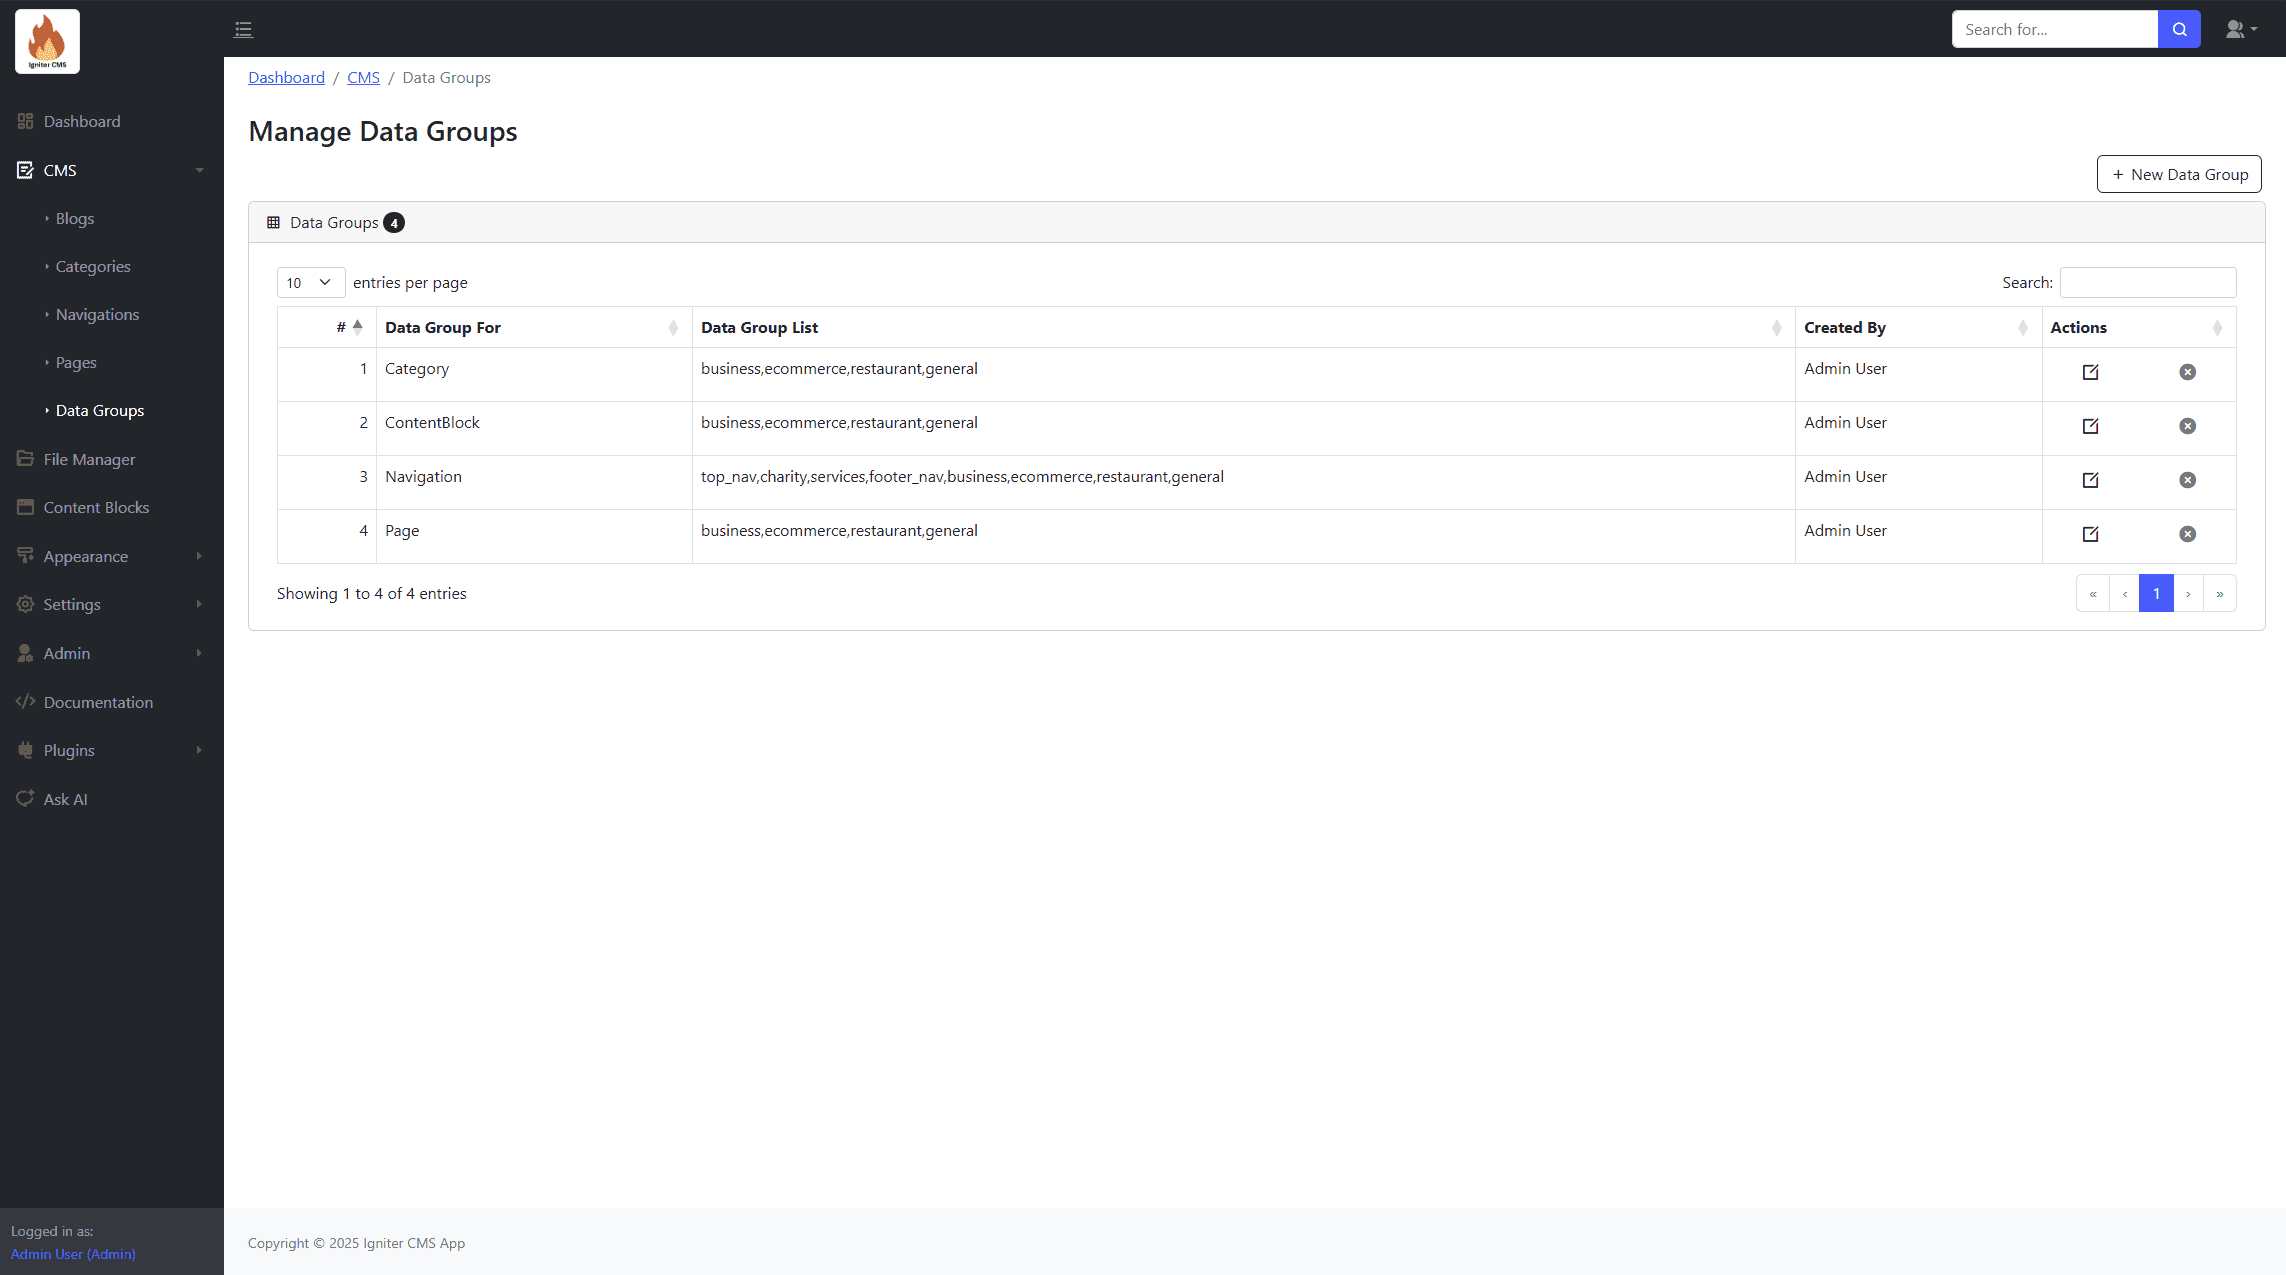 Igniter CMS
Search for...
Dashboard / CMS / Data Groups
Manage Data Groups
+ New Data Group
Dashboard
CMS
Blogs
Categories
Navigations
Pages
Data Groups
File Manager
Content Blocks
Appearance
Settings
Admin
Documentation
Plugins
Ask AI
Logged in as:
Admin User (Admin)
Data Groups 4
10 entries per page
Search:
# Data Group For Data Group List Created By Actions
1 Category business,ecommerce,restaurant,general Admin User
2 ContentBlock business,ecommerce,restaurant,general Admin User
3 Navigation top_nav,charity,services,footer_nav,business,ecommerce,restaurant,general Admin User
4 Page business,ecommerce,restaurant,general Admin User
Showing 1 to 4 of 4 entries
« ‹ 1 › »
Copyright © 2025 Igniter CMS App